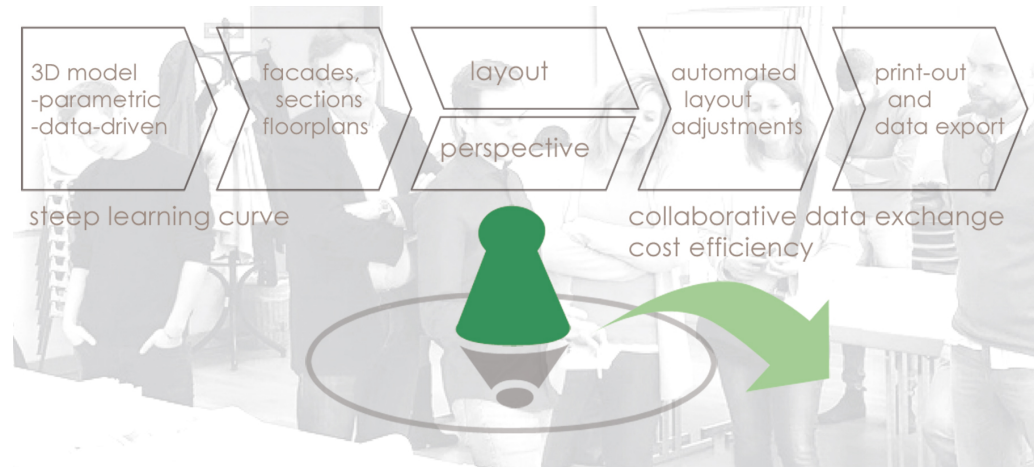 3D model
-parametric
-data-driven
facades,
sections
floorplans
layout
perspective
automated
layout
adjustments
print-out
and
data export
steep learning curve
collaborative data exchange
cost efficiency